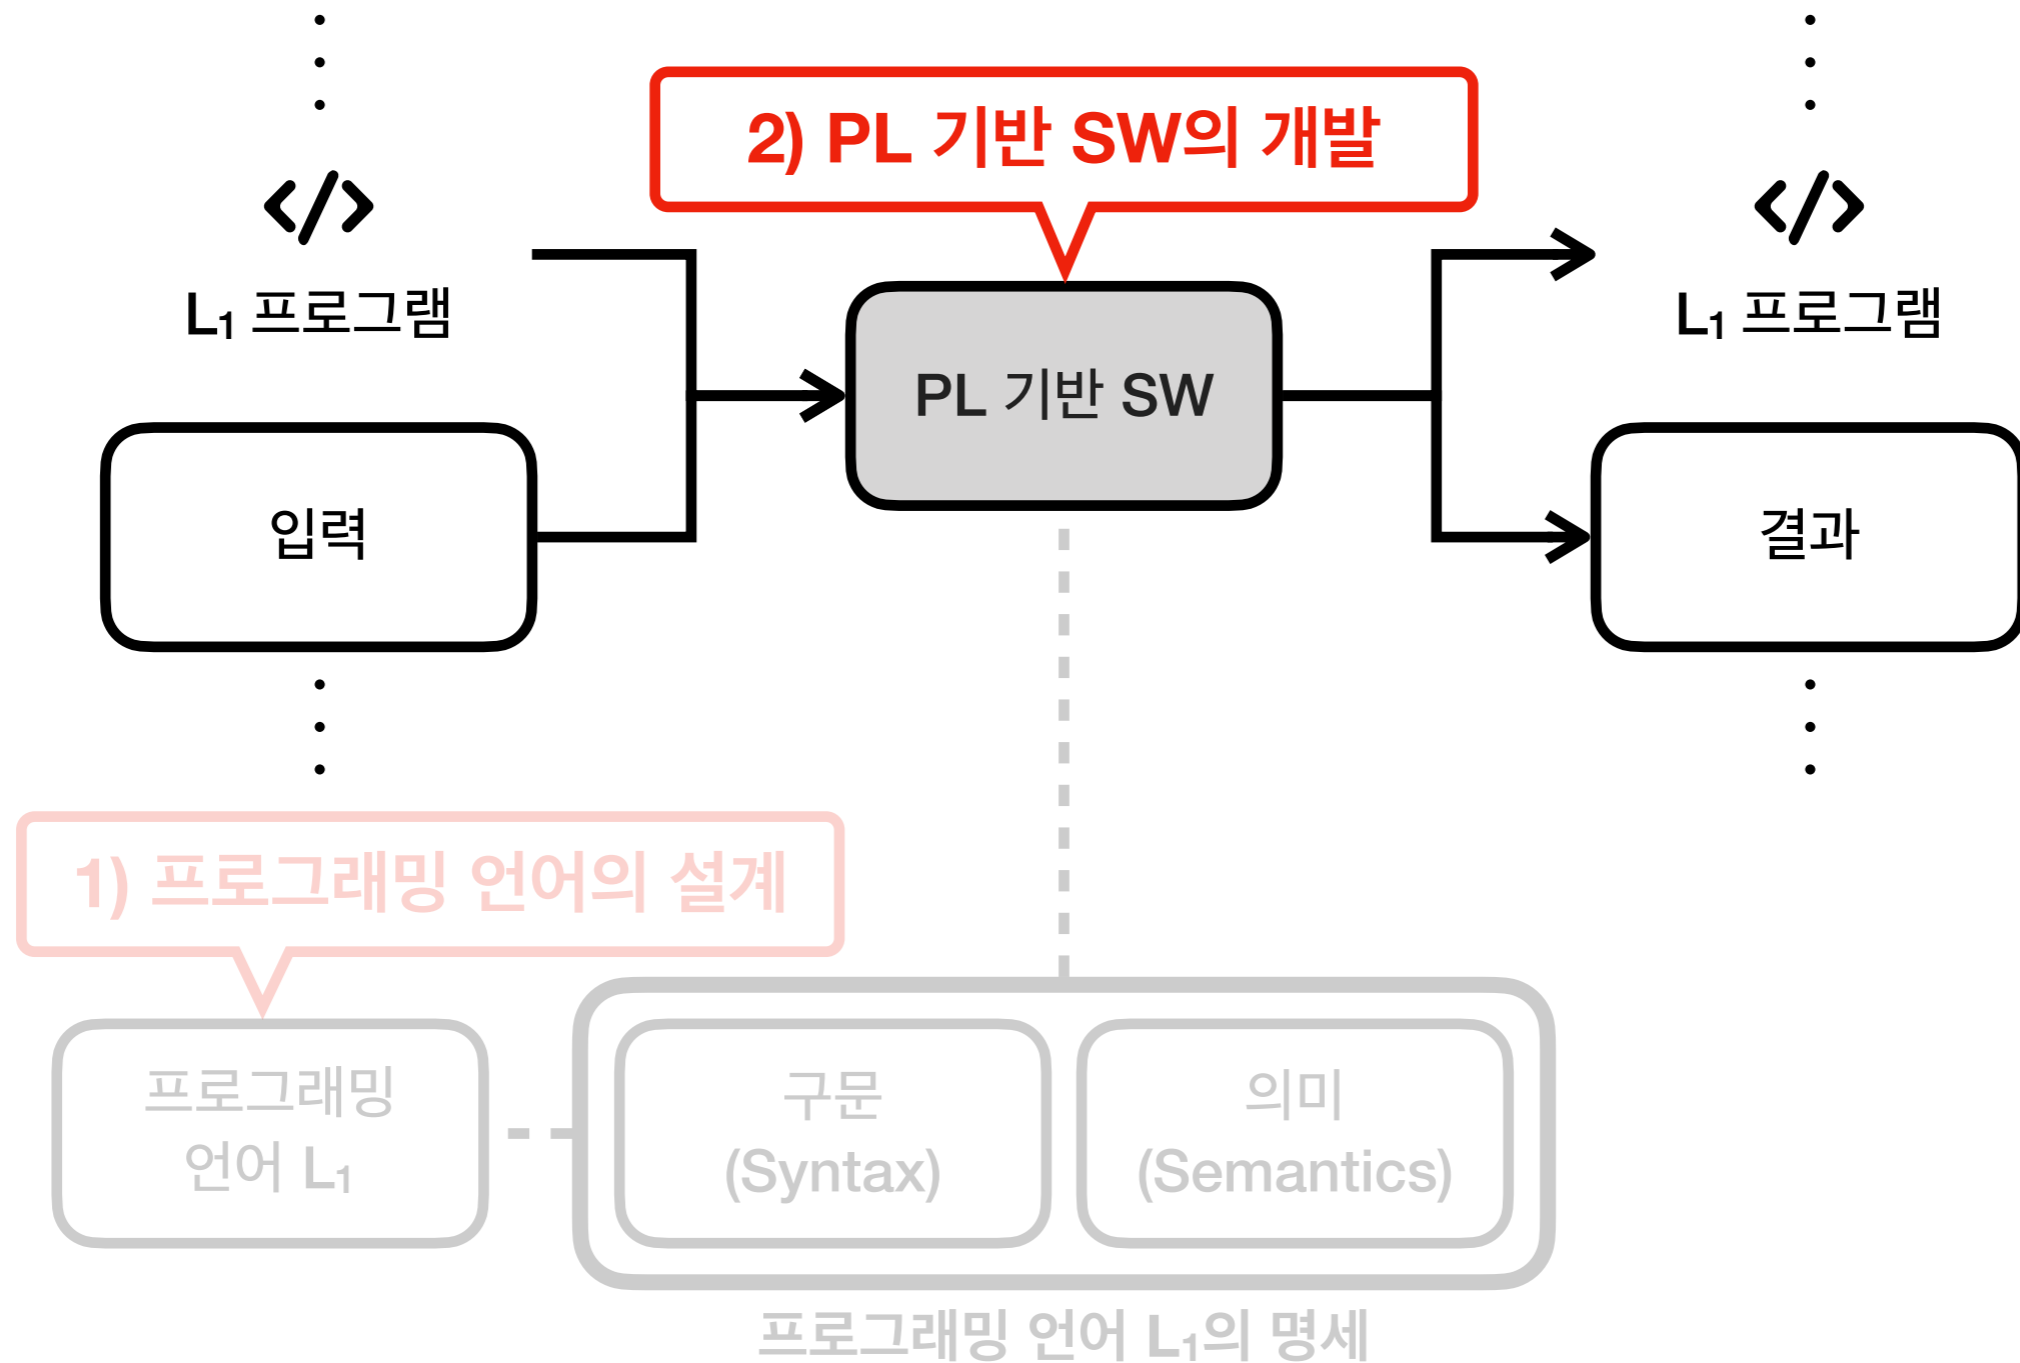 2) PL 기반 SW의 개발
</>
</>
L₁ 프로그램
L₁ 프로그램
PL 기반 SW
입력
결과
1) 프로그래밍 언어의 설계
프로그래밍
언어 L₁
구문
(Syntax)
의미
(Semantics)
프로그래밍 언어 L₁의 명세